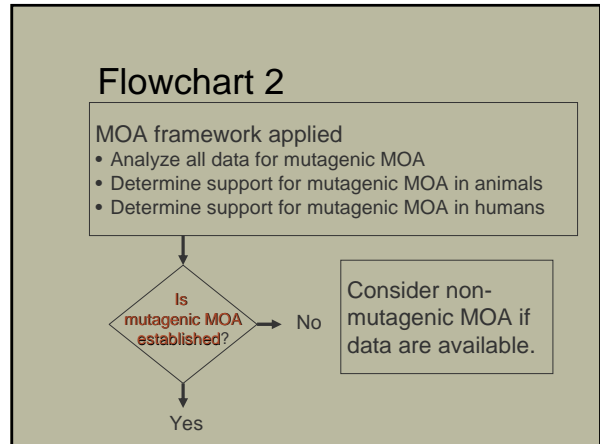 Flowchart 2
MOA framework applied
• Analyze all data for mutagenic MOA
• Determine support for mutagenic MOA in animals
• Determine support for mutagenic MOA in humans
Is
mutagenic MOA
established?
No
Consider non-
mutagenic MOA if
data are available.
Yes